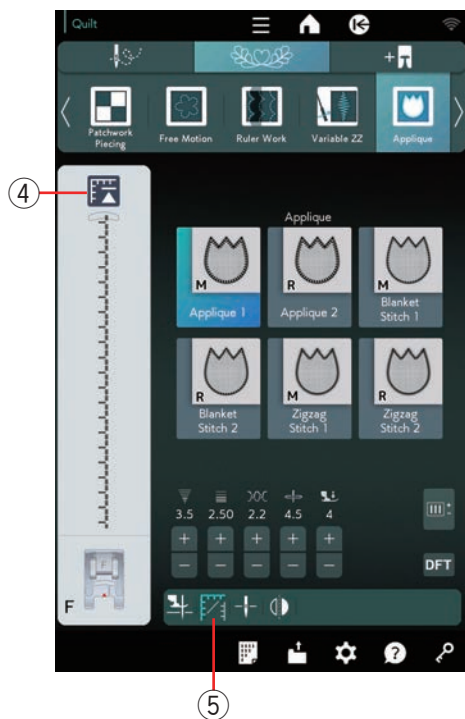 Quilt
Patchwork
Piecing
Free Motion
Ruler Work
Variable ZZ
Applique
④
Applique
M
Applique 1
R
Applique 2
M
Blanket
Stitch 1
R
Blanket
Stitch 2
M
Zigzag
Stitch 1
R
Zigzag
Stitch 2
3.5 2.50 2.2 4.5 4
+ + + + +
− − − − −
DFT
F
F
⑤